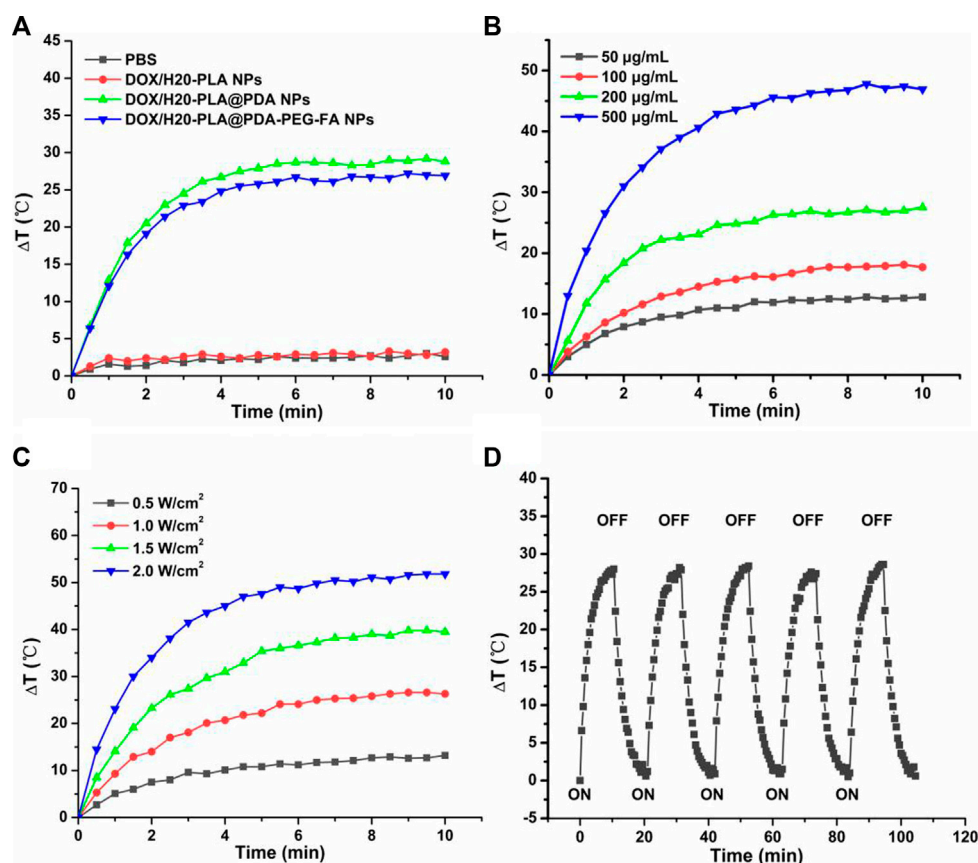 A
PBS
DOX/H20-PLA NPs
DOX/H20-PLA@PDA NPs
DOX/H20-PLA@PDA-PEG-FA NPs
ΔT (℃)
40
35
30
25
20
15
10
5
0
0 2 4 6 8 10
Time (min)
B
50 μg/mL
100 μg/mL
200 μg/mL
500 μg/mL
ΔT (℃)
50
40
30
20
10
0
0 2 4 6 8 10
Time (min)
C
0.5 W/cm²
1.0 W/cm²
1.5 W/cm²
2.0 W/cm²
ΔT (℃)
70
60
50
40
30
20
10
0
0 2 4 6 8 10
Time (min)
D
OFF OFF OFF OFF OFF
ΔT (℃)
40
35
30
25
20
15
10
5
0
-5
ON ON ON ON ON
0 20 40 60 80 100 120
Time (min)